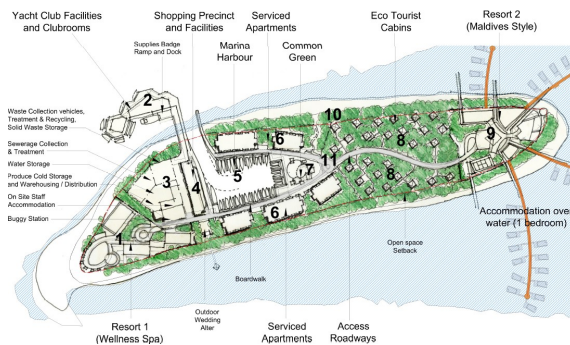 Yacht Club Facilities
and Clubrooms
Shopping Precinct
and Facilities
Serviced
Apartments
Eco Tourist
Cabins
Resort 2
(Maldives Style)
Supplies Badge
Ramp and Dock
Marina
Harbour
Common
Green
Waste Collection vehicles,
Treatment & Recycling,
Solid Waste Storage
Sewerage Collection
& Treatment
Water Storage
Produce Cold Storage
and Warehousing / Distribution
On Site Staff
Accommodation
Buggy Station
2
10
6
8
9
3
4
5
7
11
8
6
1
Accommodation over
water (1 bedroom)
Open space
Setback
Boardwalk
Outdoor
Wedding
Alter
Resort 1
(Wellness Spa)
Serviced
Apartments
Access
Roadways